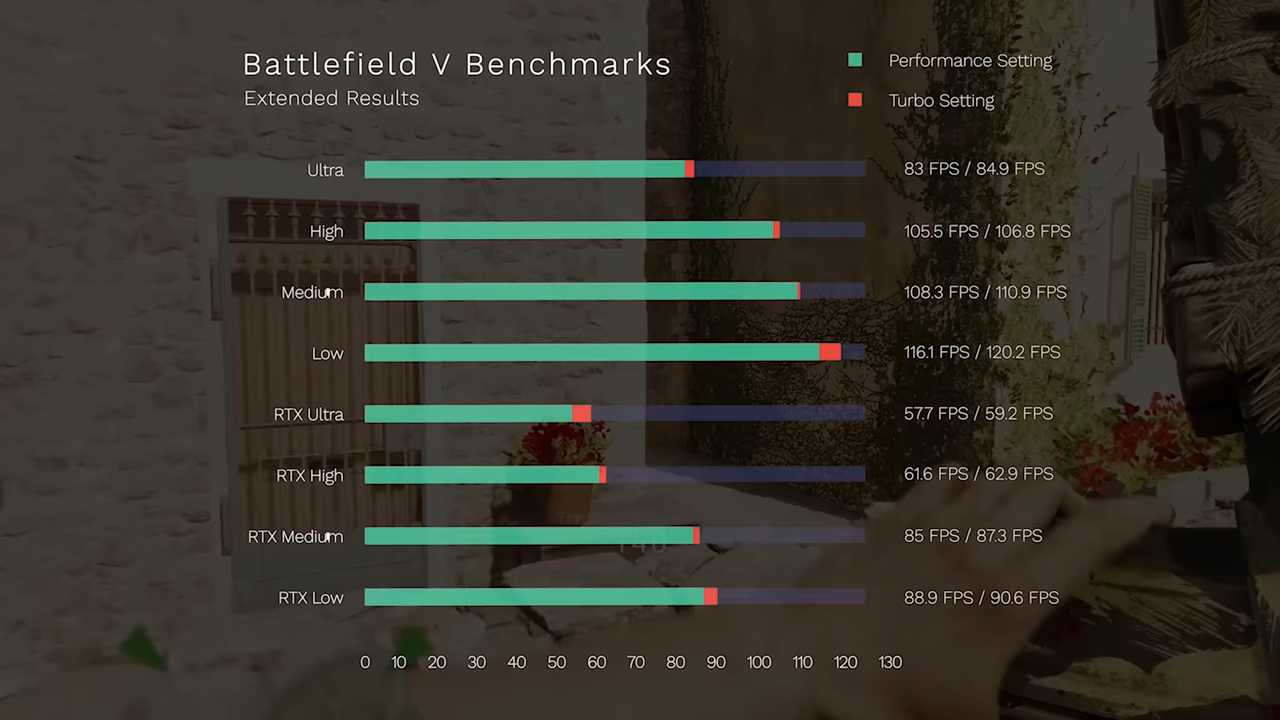 Battlefield V Benchmarks
Extended Results
Performance Setting
Turbo Setting
Ultra 83 FPS / 84.9 FPS
High 105.5 FPS / 106.8 FPS
Medium 108.3 FPS / 110.9 FPS
Low 116.1 FPS / 120.2 FPS
RTX Ultra 57.7 FPS / 59.2 FPS
RTX High 61.6 FPS / 62.9 FPS
RTX Medium 85 FPS / 87.3 FPS
RTX Low 88.9 FPS / 90.6 FPS
0 10 20 30 40 50 60 70 80 90 100 110 120 130